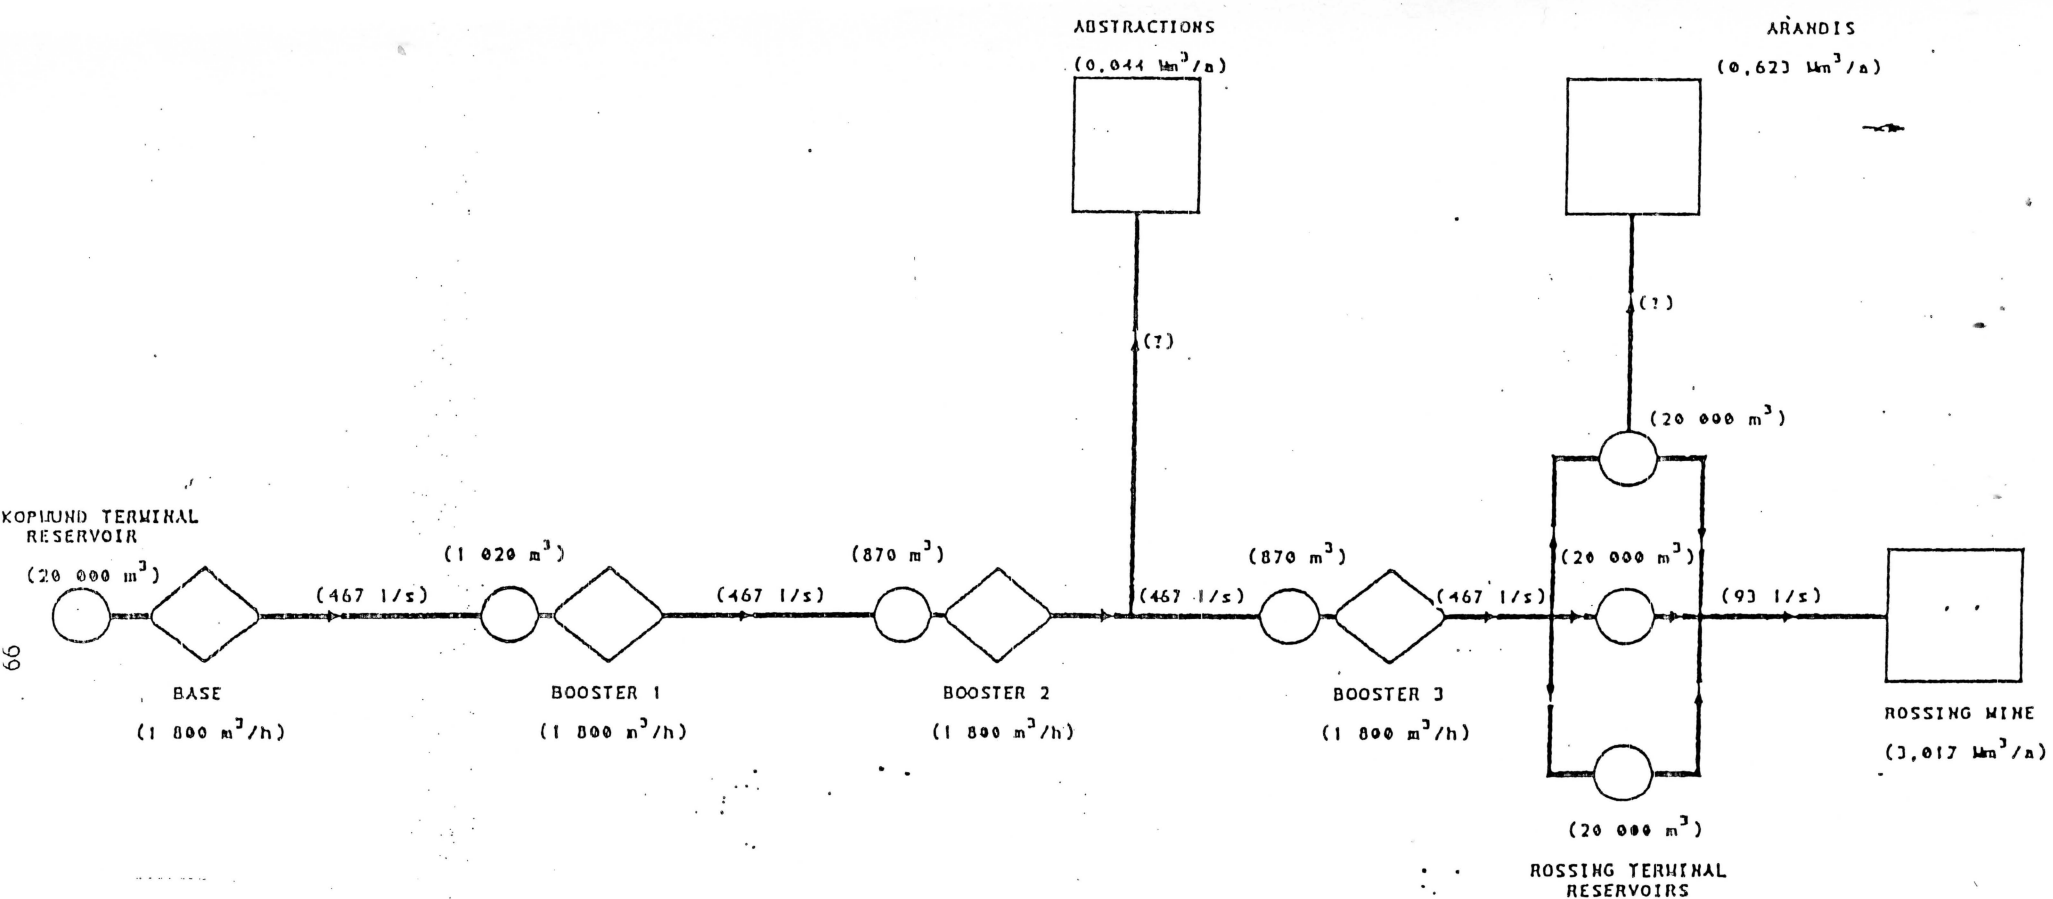 ABSTRACTIONS
(0,044 Mm³/a)
ARANDIS
(0,623 Mm³/a)
(?)
(?)
(20 000 m³)
KOPMUND TERMINAL
RESERVOIR
(20 000 m³)
(467 l/s)
(1 020 m³)
(467 l/s)
(870 m³)
(467 l/s)
(870 m³)
(467 l/s)
(20 000 m³)
(93 l/s)
BASE
(1 800 m³/h)
BOOSTER 1
(1 800 m³/h)
BOOSTER 2
(1 800 m³/h)
BOOSTER 3
(1 800 m³/h)
ROSSING MINE
(3,017 Mm³/a)
(20 000 m³)
ROSSING TERMINAL
RESERVOIRS
66